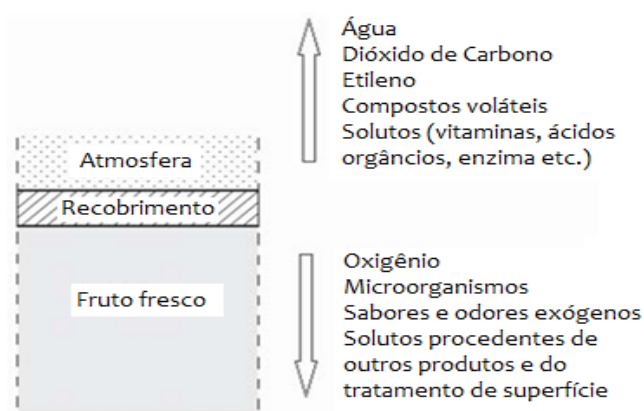 Água
Dióxido de Carbono
Etileno
Compostos voláteis
Solutos (vitaminas, ácidos
orgâncios, enzima etc.)
Atmosfera
Recobrimento
Fruto fresco
Oxigênio
Microorganismos
Sabores e odores exógenos
Solutos procedentes de
outros produtos e do
tratamento de superfície